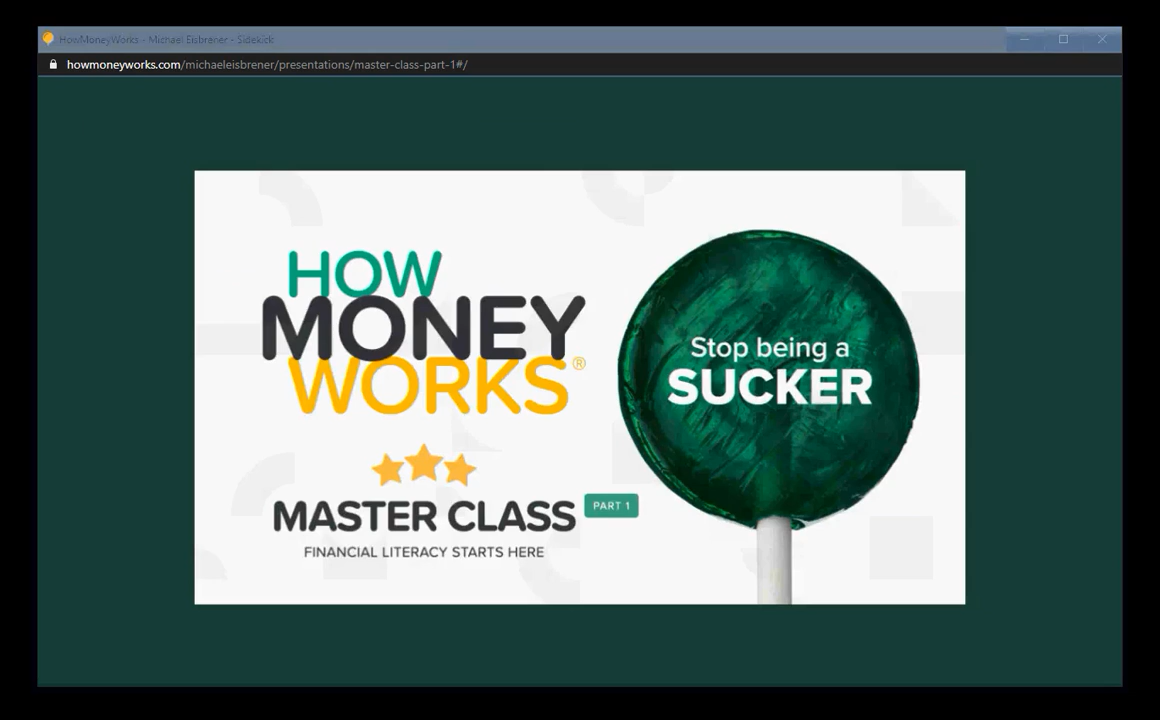 HowMoneyWorks - Michael Eisbrener - Sidekick
howmoneyworks.com/michaeleisbrener/presentations/master-class-part-1#/
HOW
MONEY
WORKS®
MASTER CLASS PART 1
FINANCIAL LITERACY STARTS HERE
Stop being a
SUCKER